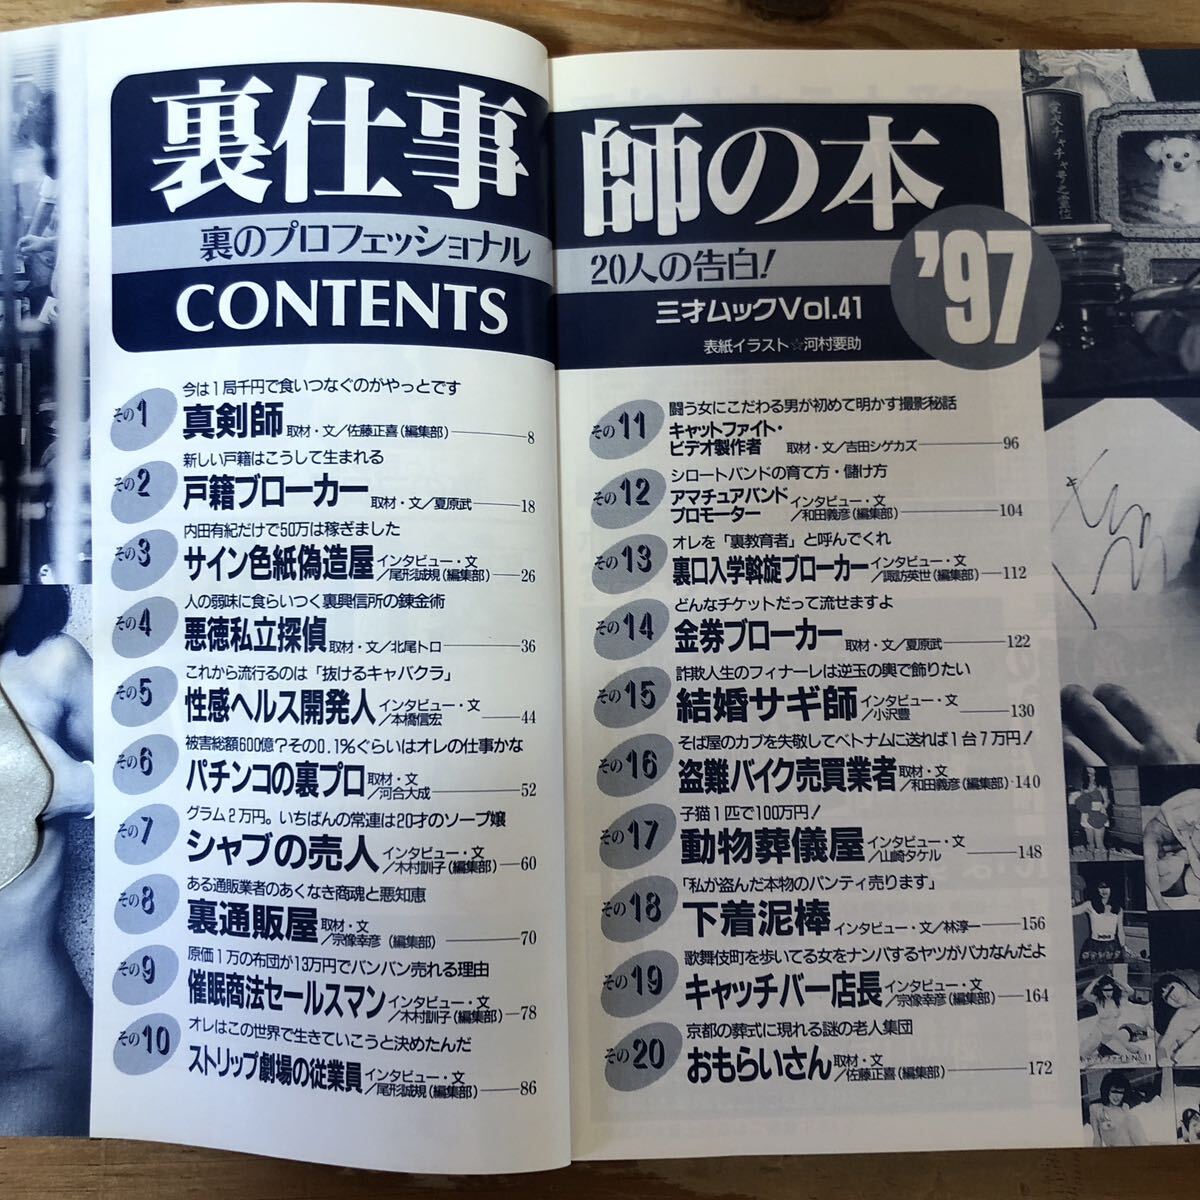 裏仕事師の本
'97
裏のプロフェッショナル 20人の告白!
CONTENTS
三才ムックVol.41
表紙イラスト☆河村要助
今は1局千円で食いつなぐのがやっとです
その1 真剣師 取材・文/佐藤正喜(編集部) 8
新しい戸籍はこうして生まれる
その2 戸籍ブローカー 取材・文/夏原武 18
内田有紀だけで50万は稼ぎました
その3 サイン色紙偽造屋 インタビュー・文/尾形誠規(編集部) 26
人の弱味に食らいつく裏興信所の錬金術
その4 悪徳私立探偵 取材・文/北尾トロ 36
これから流行るのは「抜けるキャバクラ」
その5 性感ヘルス開発人 インタビュー・文/本橋信宏 44
被害総額600億?その0.1%ぐらいはオレの仕事かな
その6 パチンコの裏プロ 取材・文/河合大成 52
グラム2万円。いちばんの常連は20才のソープ嬢
その7 シャブの売人 インタビュー・文/木村訓子(編集部) 60
ある通販業者のあくなき商魂と悪知恵
その8 裏通販屋 取材・文/宗像幸彦(編集部) 70
原価1万の布団が13万円でバンバン売れる理由
その9 催眠商法セールスマン インタビュー・文/木村訓子(編集部) 78
オレはこの世界で生きていこうと決めたんだ
その10 ストリップ劇場の従業員 インタビュー・文/尾形誠規(編集部) 86
闘う女にこだわる男が初めて明かす撮影秘話
その11 キャットファイト・ビデオ製作者 取材・文/吉田シゲカズ 96
シロートバンドの育て方・儲け方
その12 アマチュアバンドプロモーター インタビュー・文/和田義彦(編集部) 104
オレを「裏教育者」と呼んでくれ
その13 裏口入学斡旋ブローカー インタビュー・文/諏訪英世(編集部) 112
どんなチケットだって流せますよ
その14 金券ブローカー 取材・文/夏原武 122
詐欺人生のフィナーレは逆玉の輿で飾りたい
その15 結婚サギ師 インタビュー・文/小沢豊 130
そば屋のカブを失敬してベトナムに送れば1台7万円!
その16 盗難バイク売買業者 取材・文/和田義彦(編集部) 140
子猫1匹で100万円!
その17 動物葬儀屋 インタビュー・文/山崎タケル 148
「私が盗んだ本物のパンティ売ります」
その18 下着泥棒 インタビュー・文/林淳一 156
歌舞伎町を歩いてる女をナンパするヤツがバカなんだよ
その19 キャッチバー店長 インタビュー・文/宗像幸彦(編集部) 164
京都の葬式に現れる謎の老人集団
その20 おもらいさん 取材・文/佐藤正喜(編集部) 172
愛犬チャチャ号之霊位
キャットファイトNo.11